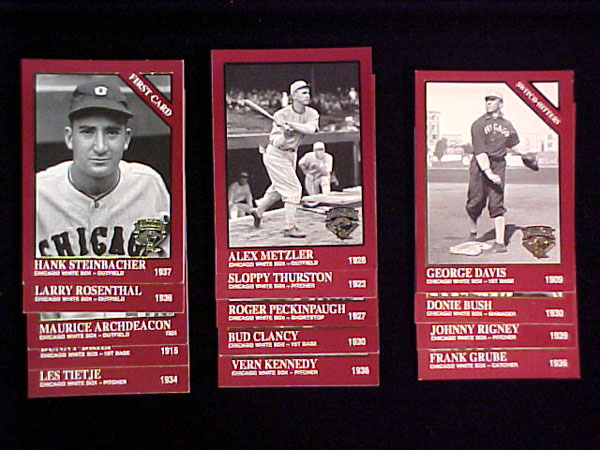 FIRST CARD
CHICAGO
HANK STEINBACHER
CHICAGO WHITE SOX - OUTFIELD 1937
LARRY ROSENTHAL
CHICAGO WHITE SOX - OUTFIELD 1936
MAURICE ARCHDEACON
CHICAGO WHITE SOX - OUTFIELD
CHICAGO WHITE SOX - 1ST BASE 1915
LES TIETJE
CHICAGO WHITE SOX - PITCHER 1934
ALEX METZLER
CHICAGO WHITE SOX - OUTFIELD
SLOPPY THURSTON
CHICAGO WHITE SOX - PITCHER 1923
ROGER PECKINPAUGH
CHICAGO WHITE SOX - SHORTSTOP 1927
BUD CLANCY
CHICAGO WHITE SOX - 1ST BASE 1930
VERN KENNEDY
CHICAGO WHITE SOX - PITCHER 1936
SWITCH-HITTERS
CHICAGO
GEORGE DAVIS
CHICAGO WHITE SOX - 1ST BASE 1909
DONIE BUSH
CHICAGO WHITE SOX - MANAGER 1930
JOHNNY RIGNEY
CHICAGO WHITE SOX - PITCHER 1939
FRANK GRUBE
CHICAGO WHITE SOX - CATCHER 1936